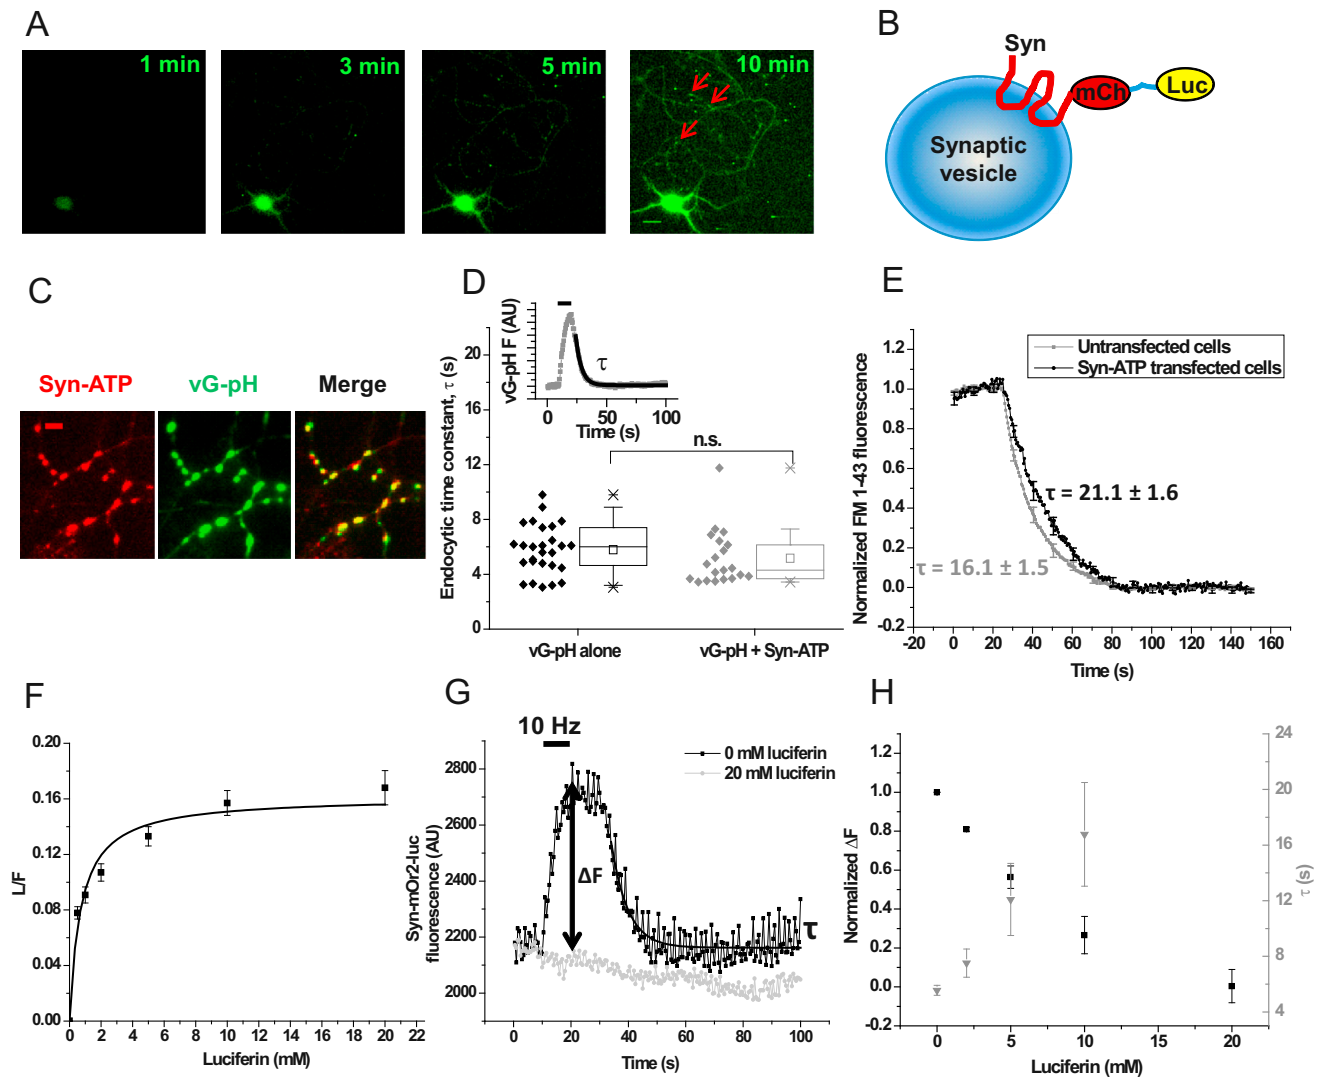 A
1 min
3 min
5 min
10 min
B
Syn
mCh
Luc
Synaptic
vesicle
C
Syn-ATP
vG-pH
Merge
D
vG-pH F (AU)
τ
0
50
100
Time (s)
Endocytic time constant, τ (s)
0
4
8
12
16
20
n.s.
vG-pH alone
vG-pH + Syn-ATP
E
Normalized FM 1-43 fluorescence
1.2
1.0
0.8
0.6
0.4
0.2
0.0
-0.2
Untransfected cells
Syn-ATP transfected cells
τ = 21.1 ± 1.6
τ = 16.1 ± 1.5
-20 0 20 40 60 80 100 120 140 160
Time (s)
F
L/F
0.20
0.16
0.12
0.08
0.04
0.00
0 2 4 6 8 10 12 14 16 18 20 22
Luciferin (mM)
G
10 Hz
0 mM luciferin
20 mM luciferin
Syn-mOr2-luc
fluorescence (AU)
2800
2600
2400
2200
2000
ΔF
τ
0 20 40 60 80 100
Time (s)
H
Normalized ΔF
1.2
1.0
0.8
0.6
0.4
0.2
0.0
-0.2
24
20
16
12
8
4
τ (s)
0 5 10 15 20
Luciferin (mM)